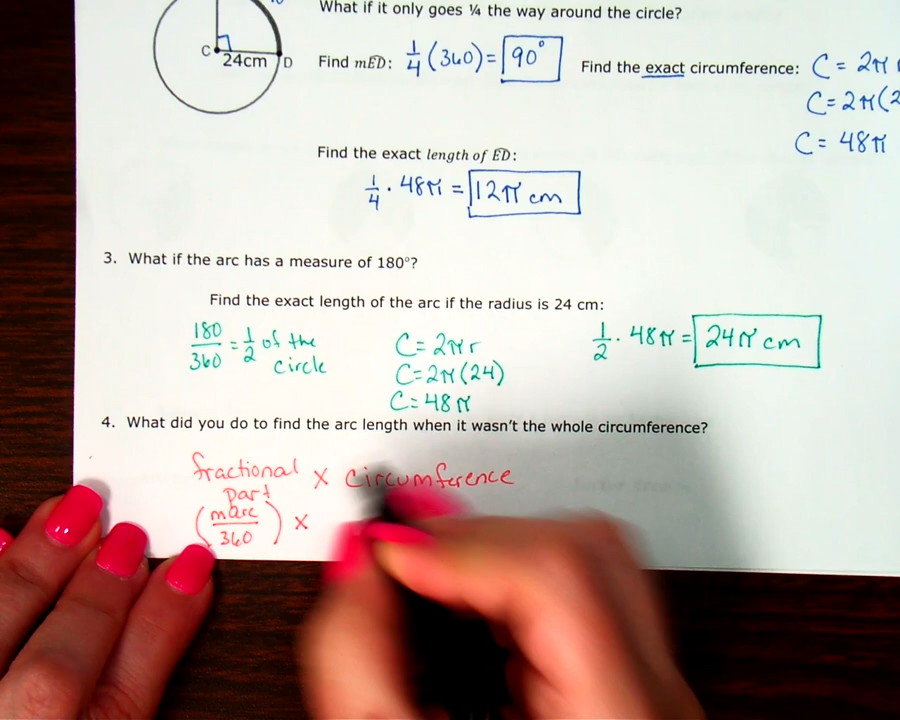 What if it only goes ¼ the way around the circle?
C
24cm
D
Find mED: 1/4 (360) = 90°
Find the exact circumference: C = 2π
C = 2π(2
C = 48π
Find the exact length of ED:
1/4 · 48π = 12π cm
3. What if the arc has a measure of 180°?
Find the exact length of the arc if the radius is 24 cm:
180/360 = 1/2 of the circle
C = 2πr
C = 2π(24)
C = 48π
1/2 · 48π = 24π cm
4. What did you do to find the arc length when it wasn't the whole circumference?
fractional part x circumference
(marc/360) x